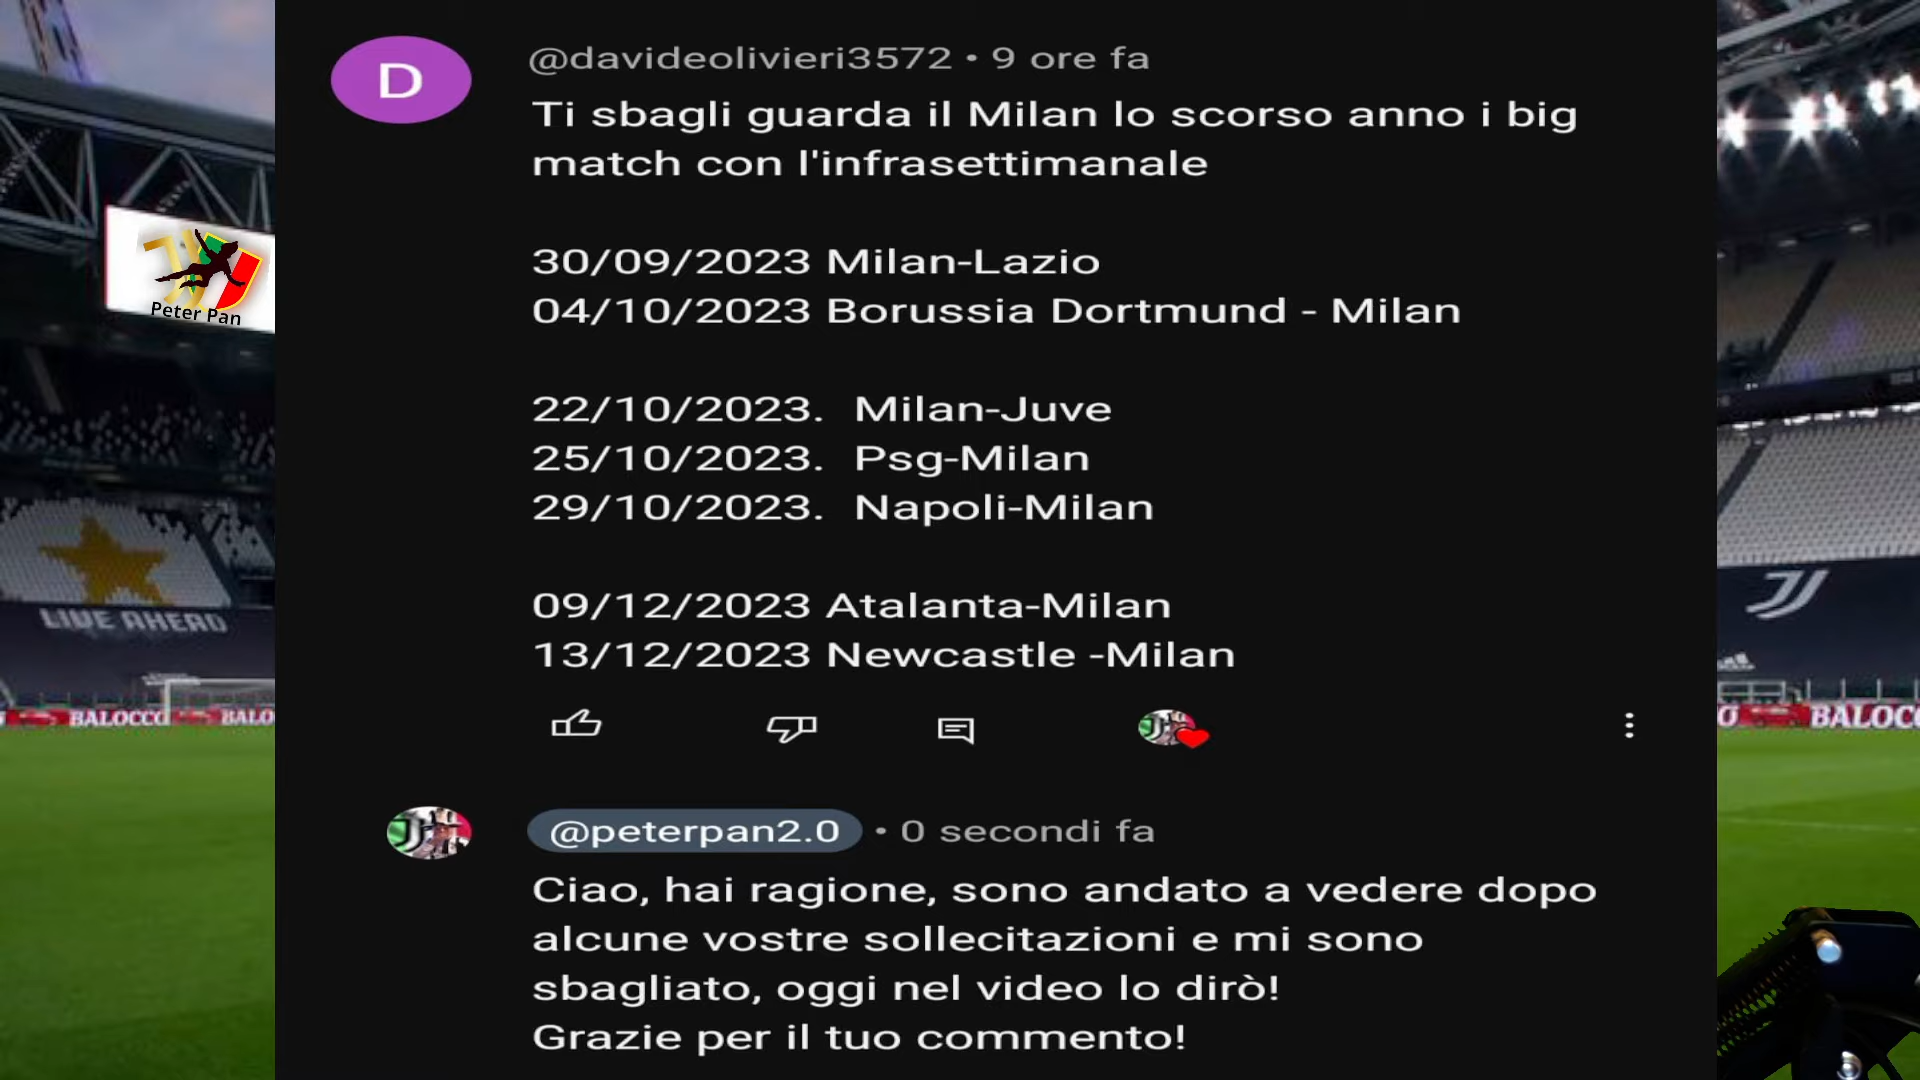 D
@davideolivieri3572 • 9 ore fa
Ti sbagli guarda il Milan lo scorso anno i big
match con l'infrasettimanale
30/09/2023 Milan-Lazio
04/10/2023 Borussia Dortmund - Milan
22/10/2023. Milan-Juve
25/10/2023. Psg-Milan
29/10/2023. Napoli-Milan
09/12/2023 Atalanta-Milan
13/12/2023 Newcastle -Milan
@peterpan2.0 • 0 secondi fa
Ciao, hai ragione, sono andato a vedere dopo
alcune vostre sollecitazioni e mi sono
sbagliato, oggi nel video lo dirò!
Grazie per il tuo commento!
Peter Pan
LIVE AHEAD
BALOCCO BALO
O BALOCC